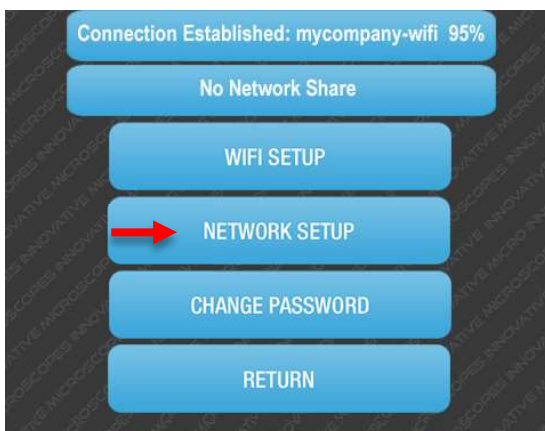 Connection Established: mycompany-wifi 95%
No Network Share
WIFI SETUP
NETWORK SETUP
CHANGE PASSWORD
RETURN